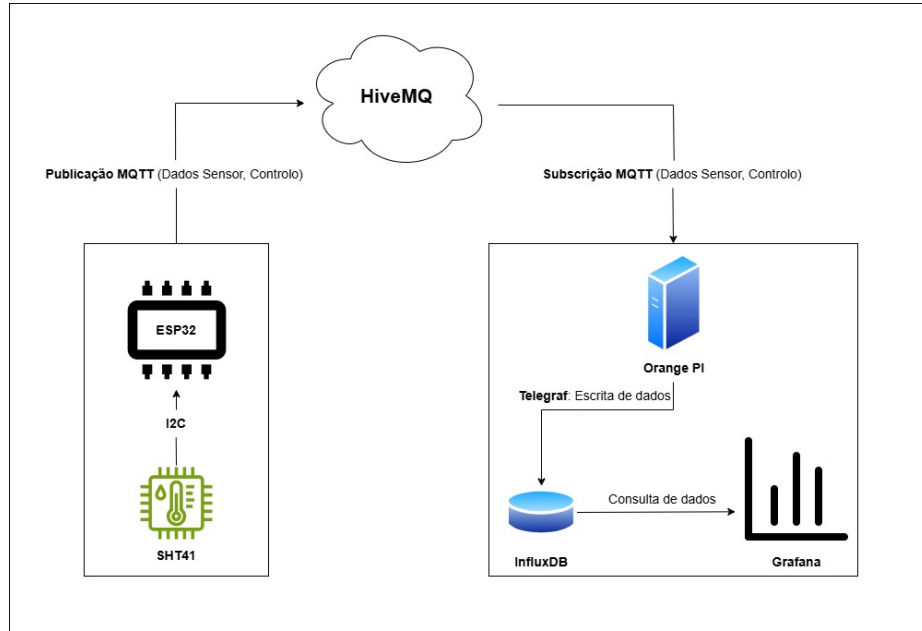 HiveMQ
Publicação MQTT (Dados Sensor, Controlo)
Subscrição MQTT (Dados Sensor, Controlo)
ESP32
I2C
SHT41
Orange PI
Telegraf: Escrita de dados
Consulta de dados
InfluxDB
Grafana